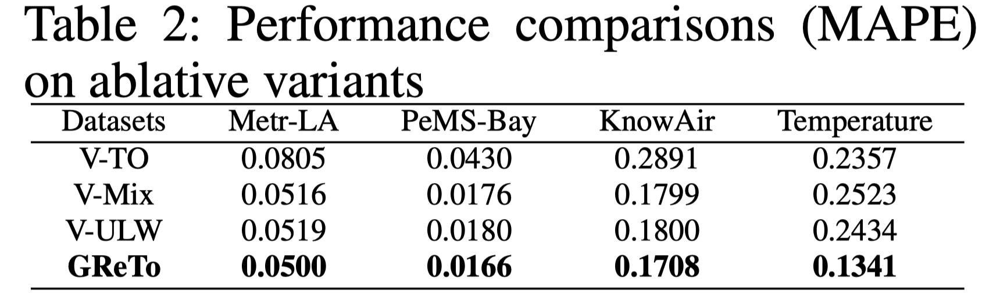 Table 2: Performance comparisons (MAPE)
on ablative variants
Datasets Metr-LA PeMS-Bay KnowAir Temperature
V-TO 0.0805 0.0430 0.2891 0.2357
V-Mix 0.0516 0.0176 0.1799 0.2523
V-ULW 0.0519 0.0180 0.1800 0.2434
GReTo 0.0500 0.0166 0.1708 0.1341